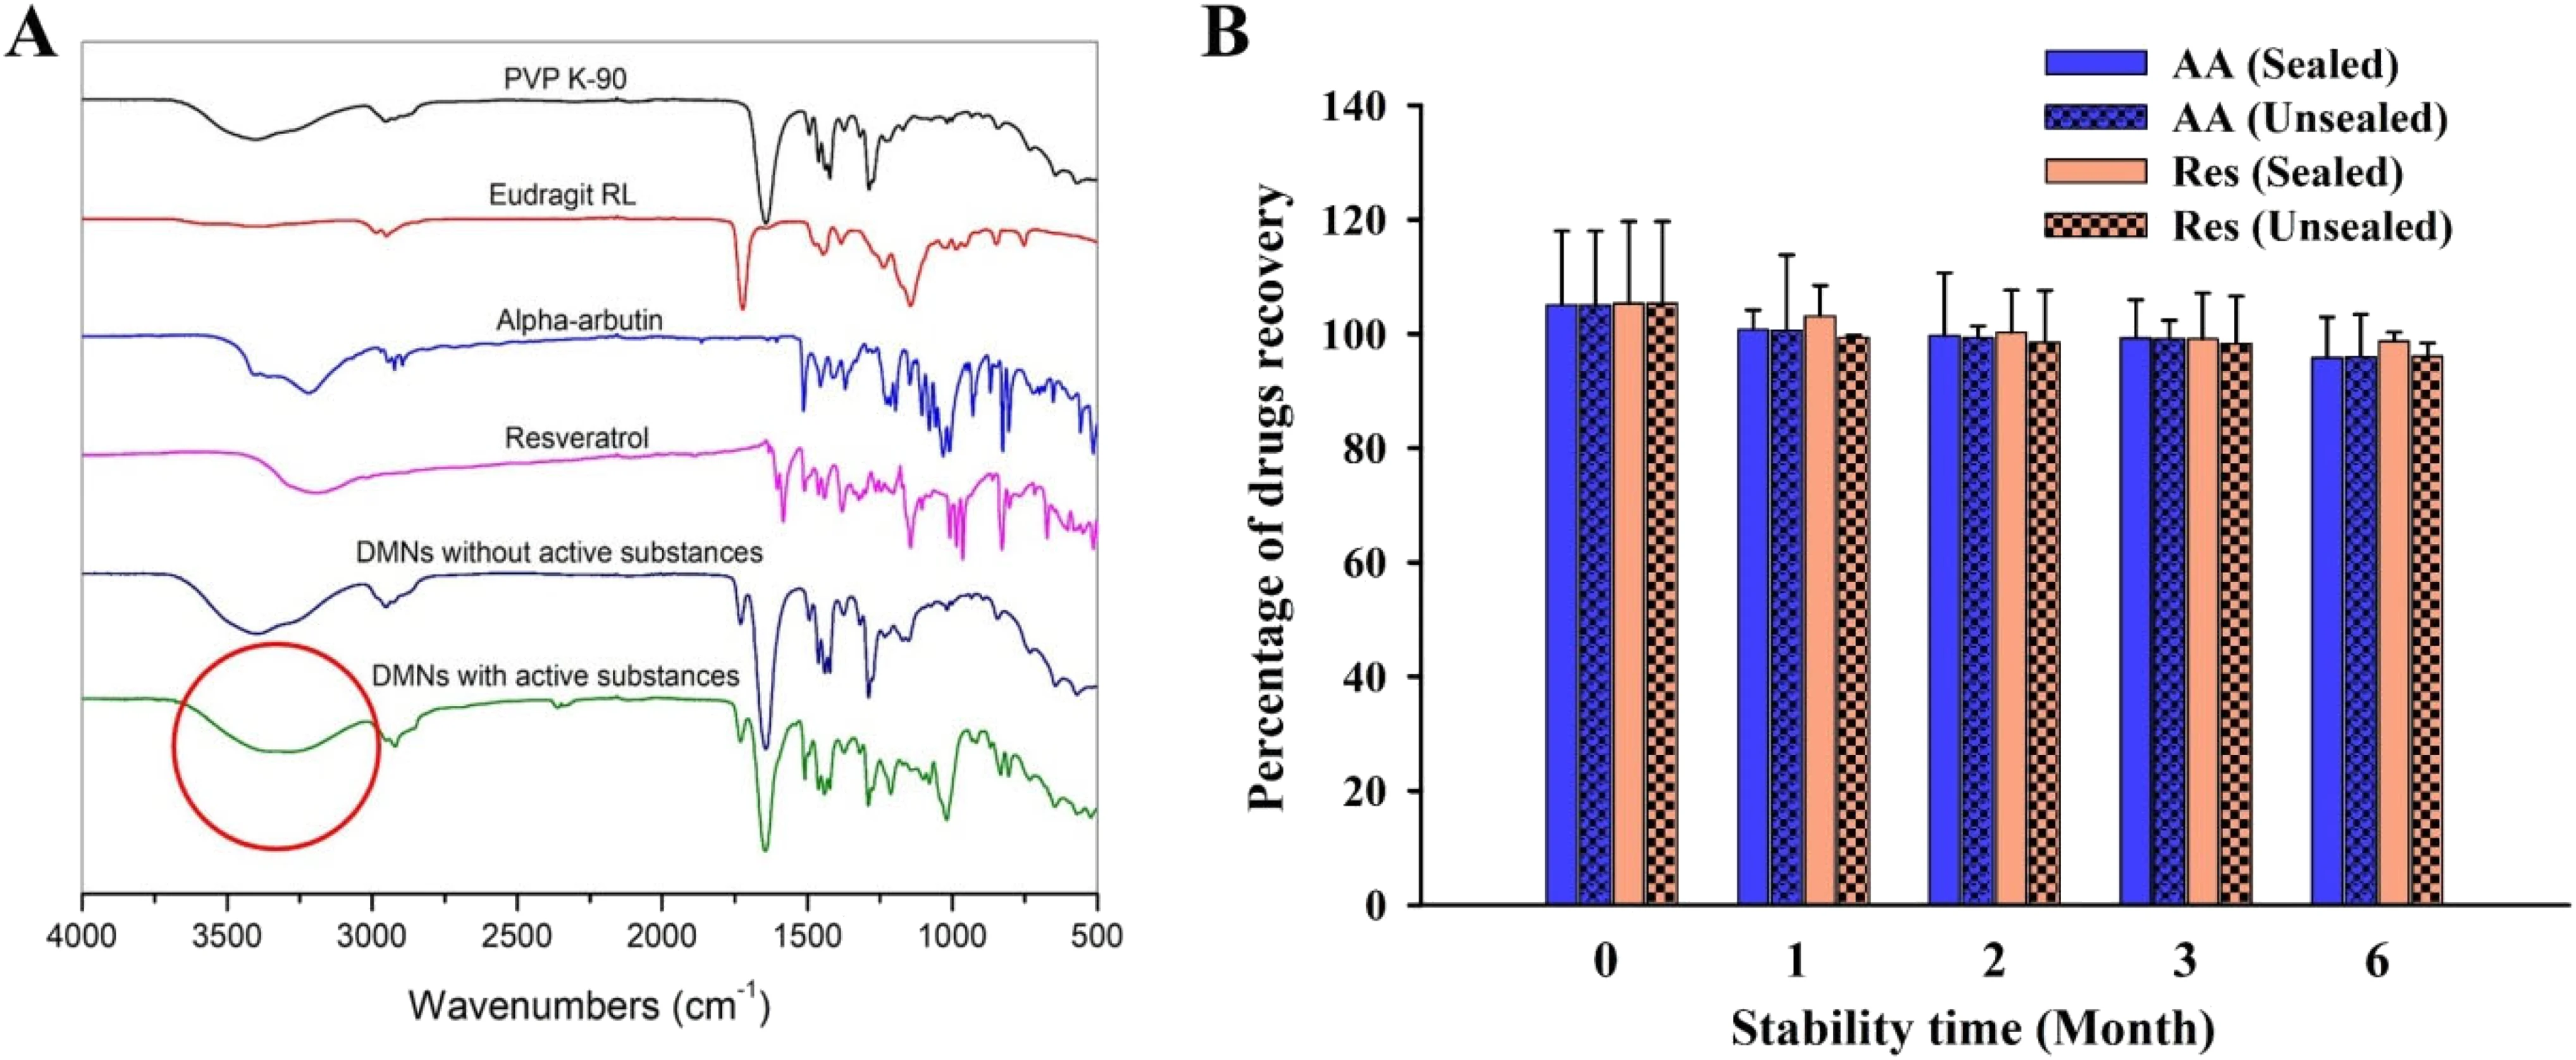 A
PVP K-90
Eudragit RL
Alpha-arbutin
Resveratrol
DMNs without active substances
DMNs with active substances
4000 3500 3000 2500 2000 1500 1000 500
Wavenumbers (cm⁻¹)
B
AA (Sealed)
AA (Unsealed)
Res (Sealed)
Res (Unsealed)
Percentage of drugs recovery
140
120
100
80
60
40
20
0
0 1 2 3 6
Stability time (Month)